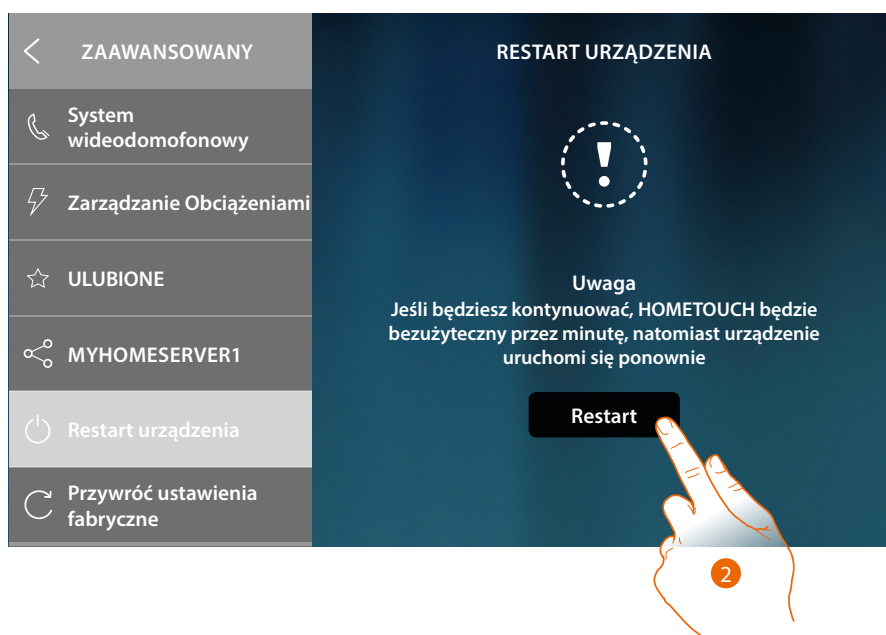 ZAAWANSOWANY
System
wideodomofonowy
Zarządzanie Obciążeniami
ULUBIONE
MYHOMESERVER1
Restart urządzenia
Przywróć ustawienia
fabryczne
RESTART URZĄDZENIA
Uwaga
Jeśli będziesz kontynuować, HOMETOUCH będzie
bezużyteczny przez minutę, natomiast urządzenie
uruchomi się ponownie
Restart
2